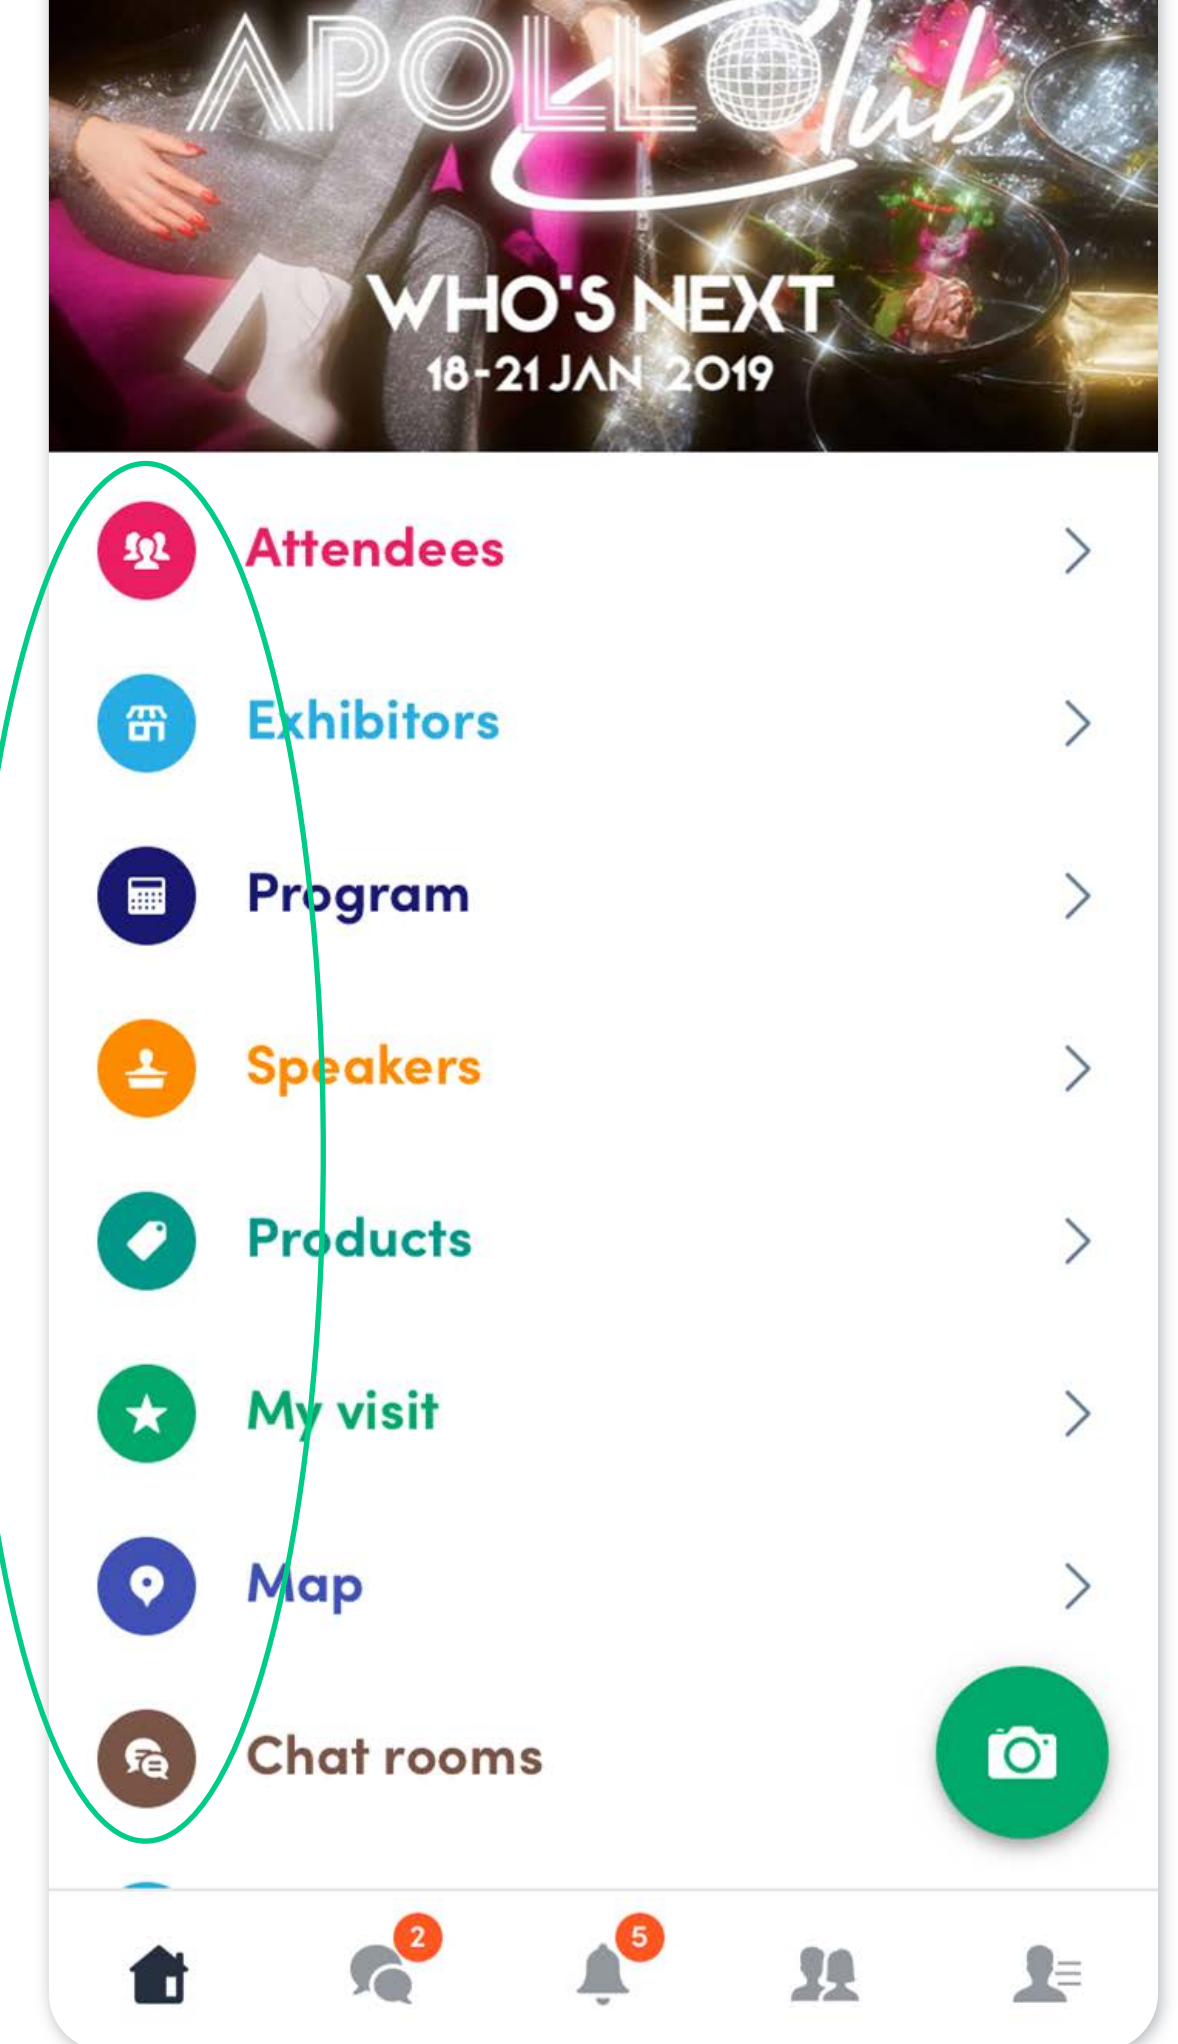 APOLLO Club
WHO'S NEXT
18-21 JAN 2019
Attendees
Exhibitors
Program
Speakers
Products
My visit
Map
Chat rooms
2
5